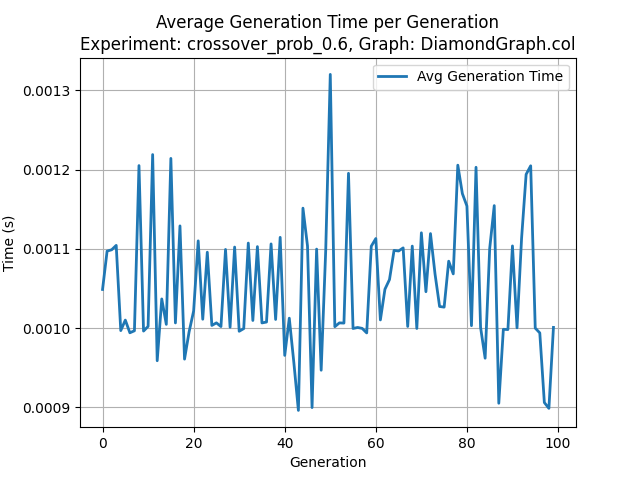 Average Generation Time per Generation
Experiment: crossover_prob_0.6, Graph: DiamondGraph.col
Avg Generation Time
Time (s)
0.0013
0.0012
0.0011
0.0010
0.0009
0 20 40 60 80 100
Generation